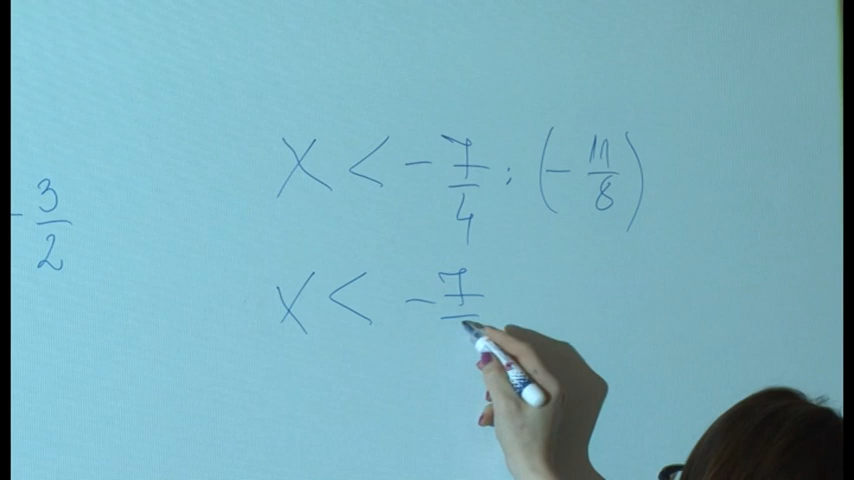 - 3/2
x < - 7/4 : (- 11/8)
x < - 7/